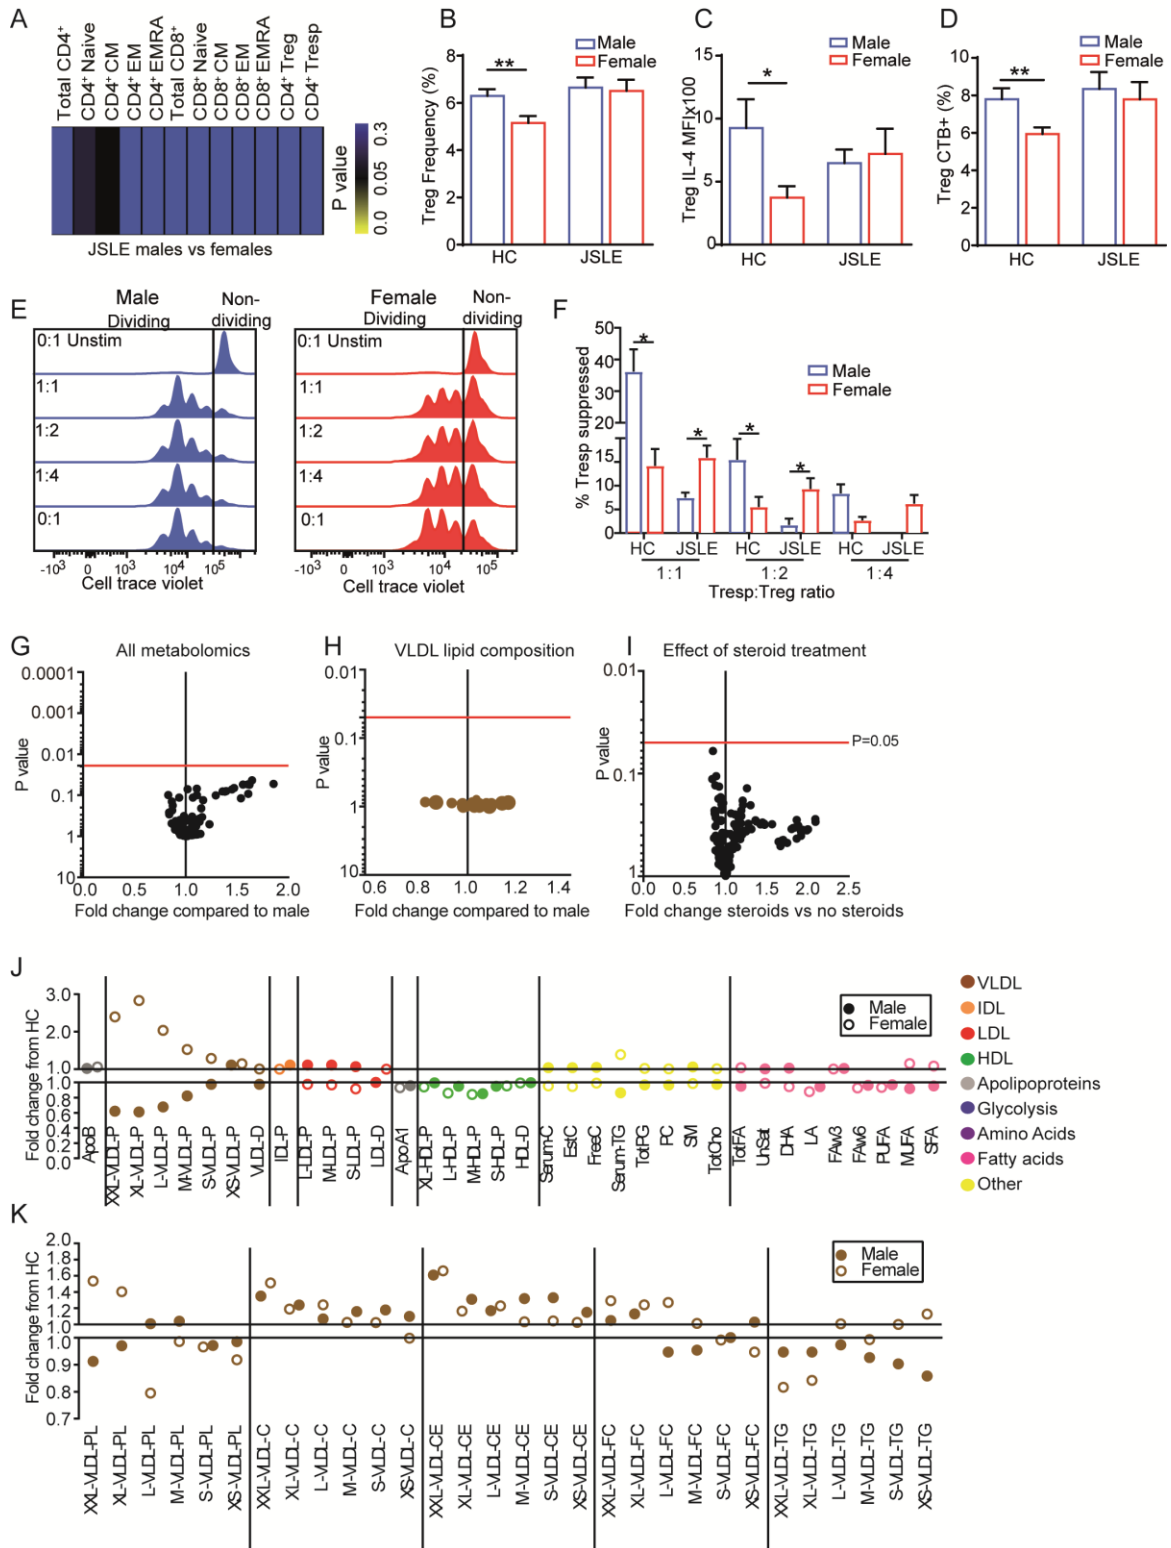 A
Total CD4+
CD4+ Naive
CD4+ CM
CD4+ EM
CD4+ EMRA
Total CD8+
CD8+ Naive
CD8+ CM
CD8+ EM
CD8+ EMRA
CD4+ Treg
CD4+ Tresp
0.3
0.05
0.0
P value
JSLE males vs females
B
Male
Female
Treg Frequency (%)
8
6
4
2
0
**
HC
JSLE
C
Male
Female
Treg IL-4 MFIx100
15
10
5
0
*
HC
JSLE
D
Male
Female
Treg CTB+ (%)
10
8
6
4
2
0
**
HC
JSLE
E
Male
Dividing
Non-
dividing
0:1 Unstim
1:1
1:2
1:4
0:1
-10³ 0 10³ 10⁴ 10⁵
Cell trace violet
Female
Dividing
Non-
dividing
0:1 Unstim
1:1
1:2
1:4
0:1
-10³ 0 10³ 10⁴ 10⁵
Cell trace violet
F
% Tresp suppressed
50
40
30
20
15
10
5
0
* * * *
Male
Female
HC JSLE HC JSLE HC JSLE
1:1 1:2 1:4
Tresp:Treg ratio
G
All metabolomics
P value
0.0001
0.001
0.01
0.1
1
10
0.0 0.5 1.0 1.5 2.0
Fold change compared to male
H
VLDL lipid composition
P value
0.01
0.1
1
10
0.6 0.8 1.0 1.2 1.4
Fold change compared to male
I
Effect of steroid treatment
P value
0.01
0.1
1
P=0.05
0.0 0.5 1.0 1.5 2.0 2.5
Fold change steroids vs no steroids
J
Fold change from HC
3.0
2.0
1.0
1.0
0.8
0.6
0.4
0.2
0.0
Male
Female
ApoB
XXL-VLDL-P
XL-VLDL-P
L-VLDL-P
M-VLDL-P
S-VLDL-P
XS-VLDL-P
VLDL-D
IDL-P
L-LDL-P
M-LDL-P
S-LDL-P
LDL-D
ApoA1
XL-HDL-P
L-HDL-P
M-HDL-P
S-HDL-P
HDL-D
Serum-C
EstC
FreeC
Serum-TG
TotPG
PC
SM
TotCho
TotFA
UnSat
DHA
LA
FAw3
FAw6
PUFA
MUFA
SFA
VLDL
IDL
LDL
HDL
Apolipoproteins
Glycolysis
Amino Acids
Fatty acids
Other
K
Fold change from HC
2.0
1.8
1.6
1.4
1.2
1.0
1.0
0.9
0.8
0.7
Male
Female
XXL-VLDL-PL
XL-VLDL-PL
L-VLDL-PL
M-VLDL-PL
S-VLDL-PL
XS-VLDL-PL
XXL-VLDL-C
XL-VLDL-C
L-VLDL-C
M-VLDL-C
S-VLDL-C
XS-VLDL-C
XXL-VLDL-CE
XL-VLDL-CE
L-VLDL-CE
M-VLDL-CE
S-VLDL-CE
XS-VLDL-CE
XXL-VLDL-FC
XL-VLDL-FC
L-VLDL-FC
M-VLDL-FC
S-VLDL-FC
XS-VLDL-FC
XXL-VLDL-TG
XL-VLDL-TG
L-VLDL-TG
M-VLDL-TG
S-VLDL-TG
XS-VLDL-TG